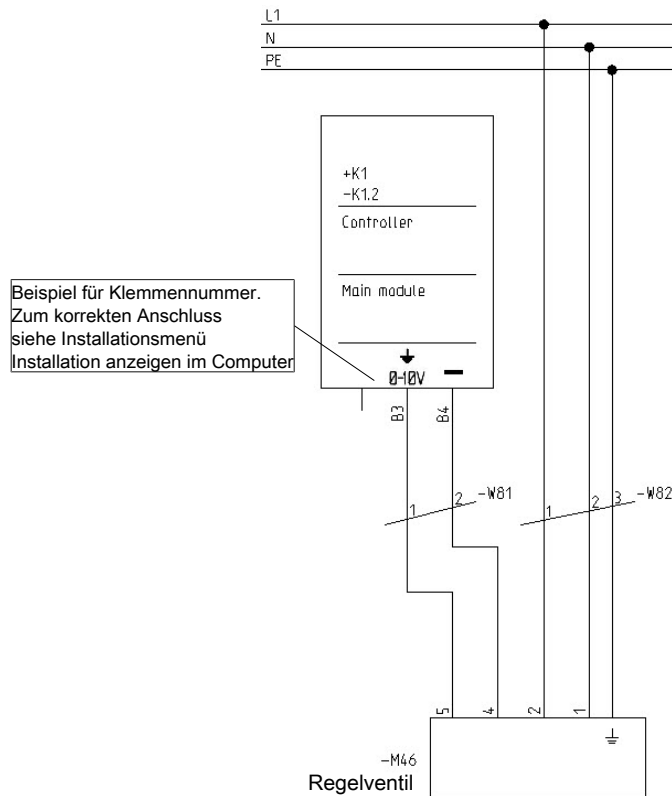 L1
N
PE
+K1
-K1.2
Controller
Main module
Beispiel für Klemmennummer.
Zum korrekten Anschluss
siehe Installationsmenü
Installation anzeigen im Computer
0-10V
B3
B4
1
2
-W81
1
2
3
-W82
5
4
2
1
-M46
Regelventil